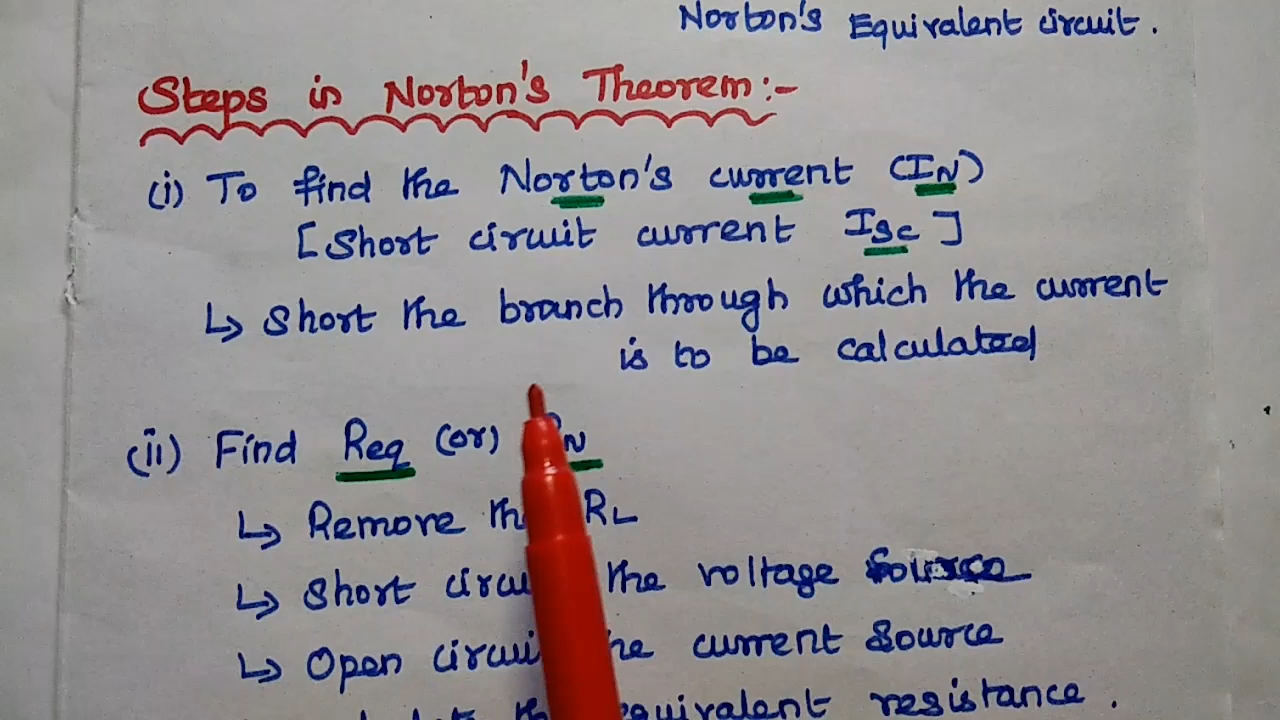 Norton's Equivalent circuit.
Steps in Norton's Theorem:-
(i) To find the Norton's current (IN)
[Short circuit current Isc]
↳ Short the branch through which the current
is to be calculated
(ii) Find Req (or)
↳ Remove RL
↳ Short the voltage source
↳ Open current source
resistance.